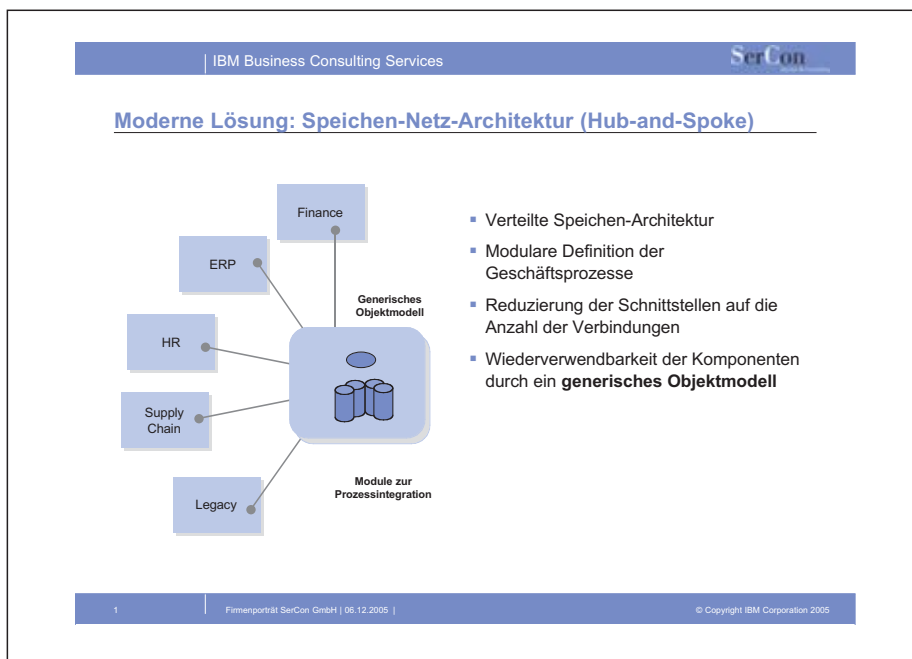 IBM Business Consulting Services
SerCon
Moderne Lösung: Speichen-Netz-Architektur (Hub-and-Spoke)
Finance
ERP
HR
Supply
Chain
Legacy
Generisches
Objektmodell
Module zur
Prozessintegration
▪ Verteilte Speichen-Architektur
▪ Modulare Definition der
Geschäftsprozesse
▪ Reduzierung der Schnittstellen auf die
Anzahl der Verbindungen
▪ Wiederverwendbarkeit der Komponenten
durch ein generisches Objektmodell
1
Firmenporträt SerCon GmbH | 06.12.2005 |
© Copyright IBM Corporation 2005